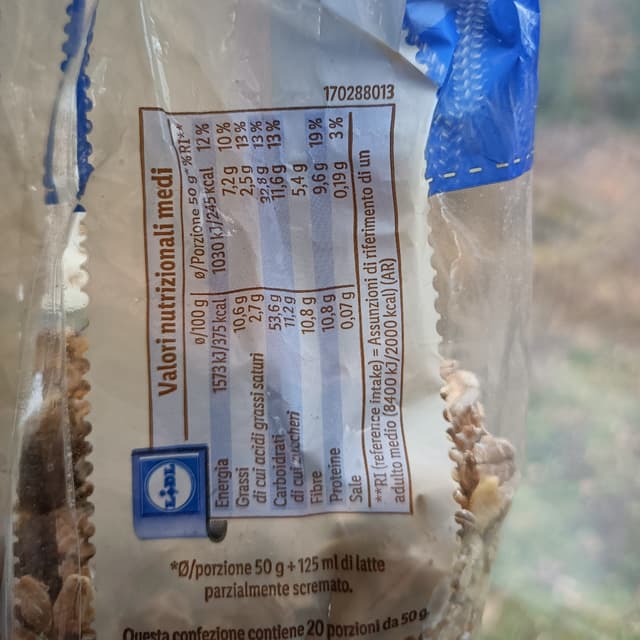 170288013
Valori nutrizionali medi
ø/100 g ø/Porzione 50 g* %RI**
Energia 1573 kJ/375 kcal 1030 kJ/245 kcal 12 %
Grassi 10,6 g 7,2 g 10 %
di cui acidi grassi saturi 2,7 g 2,5 g 13 %
Carboidrati 53,6 g 32,8 g 13 %
di cui zuccheri 11,2 g 11,6 g 13 %
Fibre 10,8 g 5,4 g
Proteine 10,8 g 9,6 g 19 %
Sale 0,07 g 0,19 g 3 %
**RI (reference intake) = Assunzioni di riferimento di un
adulto medio (8400 kJ/2000 kcal) (AR)
LIDL
*Ø/porzione 50 g + 125 ml di latte
parzialmente scremato.
Questa confezione contiene 20 porzioni da 50 g.